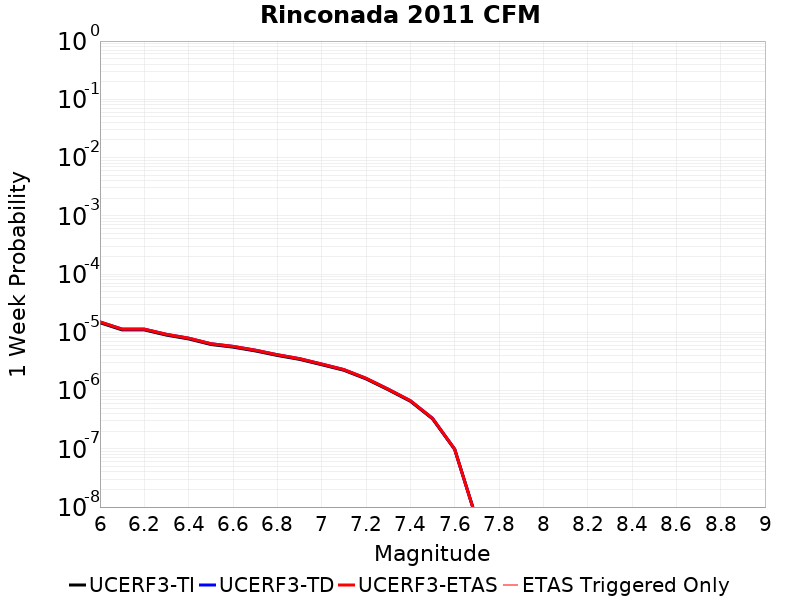 Rinconada 2011 CFM
10^0
10^-1
10^-2
10^-3
10^-4
10^-5
10^-6
10^-7
10^-8
1 Week Probability
6 6.2 6.4 6.6 6.8 7 7.2 7.4 7.6 7.8 8 8.2 8.4 8.6 8.8 9
Magnitude
UCERF3-TI UCERF3-TD UCERF3-ETAS ETAS Triggered Only